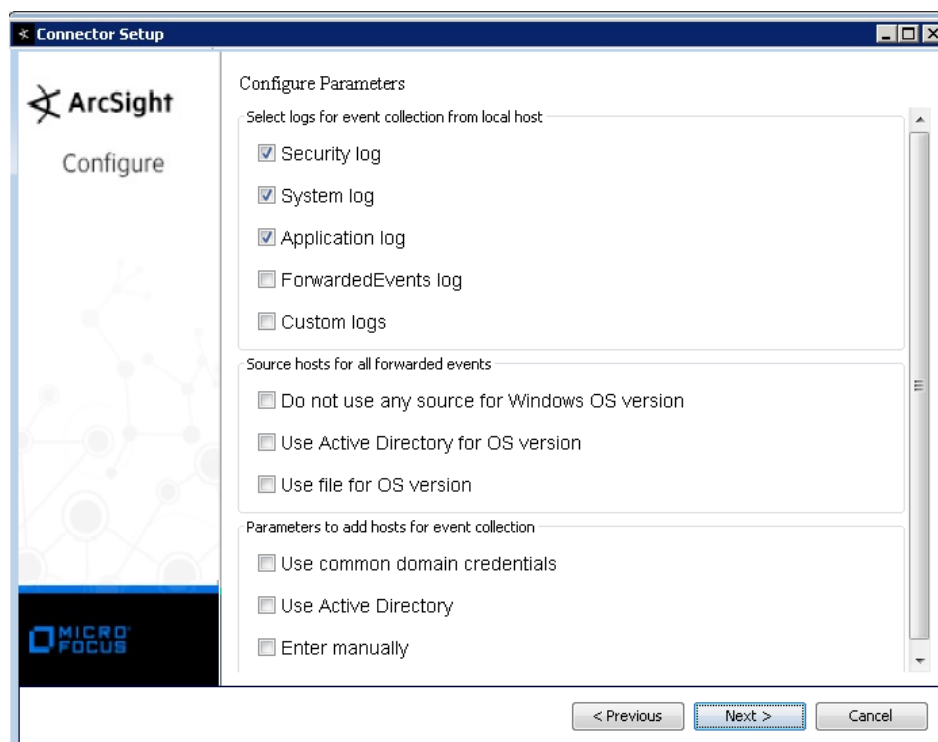 Connector Setup
ArcSight
Configure
Configure Parameters
Select logs for event collection from local host
Security log
System log
Application log
ForwardedEvents log
Custom logs
Source hosts for all forwarded events
Do not use any source for Windows OS version
Use Active Directory for OS version
Use file for OS version
Parameters to add hosts for event collection
Use common domain credentials
Use Active Directory
Enter manually
MICRO
FOCUS
< Previous
Next >
Cancel